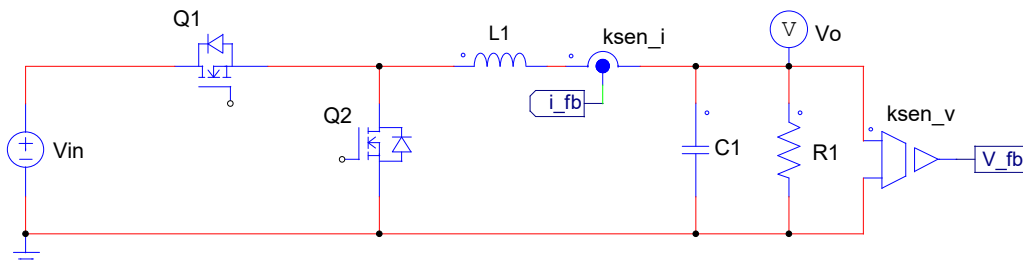 Q1
L1
ksen_i
V
Vo
i_fb
Q2
ksen_v
Vin
C1
R1
V_fb